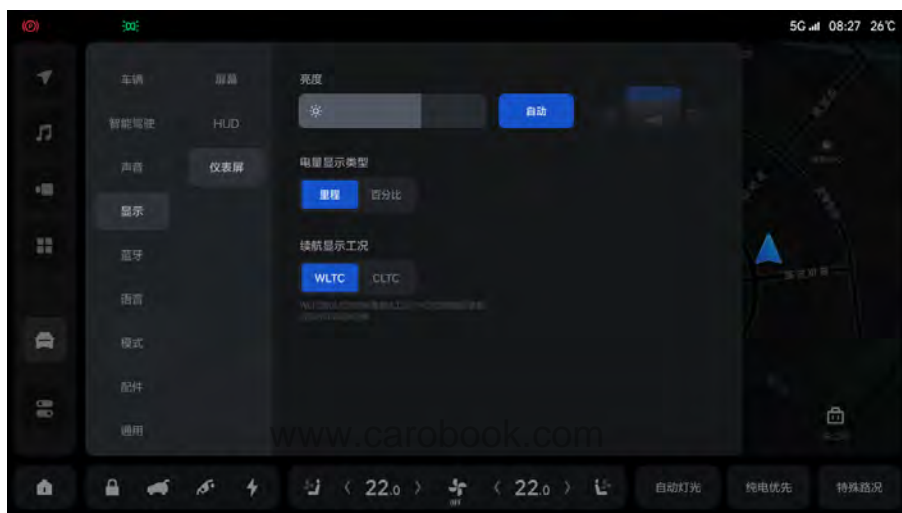 5G 08:27 26℃
车辆
屏幕
亮度
智能驾驶
HUD
自动
声音
仪表屏
电量显示类型
里程
百分比
显示
蓝牙
续航显示工况
WLTC
CLTC
语言
模式
配件
通用
www.carobook.com
22.0
OFF
22.0
自动灯光
纯电优先
特殊路况